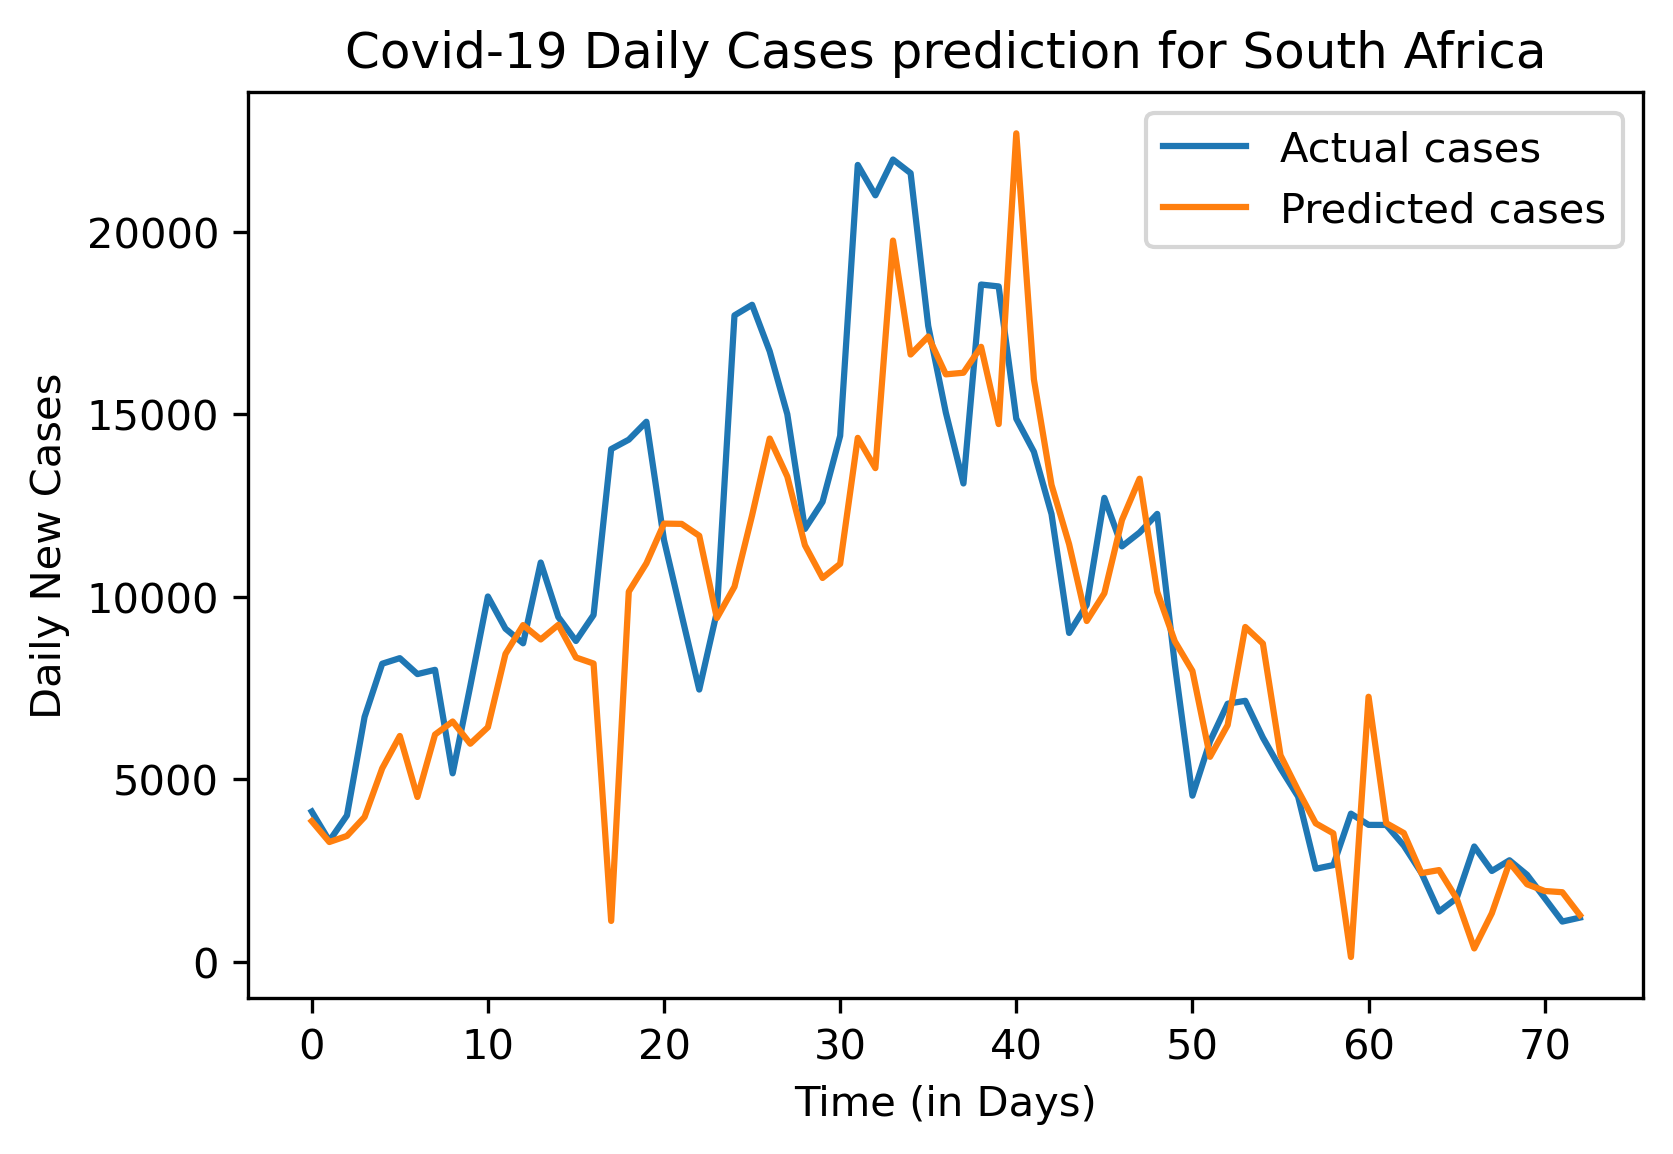 Covid-19 Daily Cases prediction for South Africa
Actual cases
Predicted cases
Daily New Cases
20000
15000
10000
5000
0
0 10 20 30 40 50 60 70
Time (in Days)